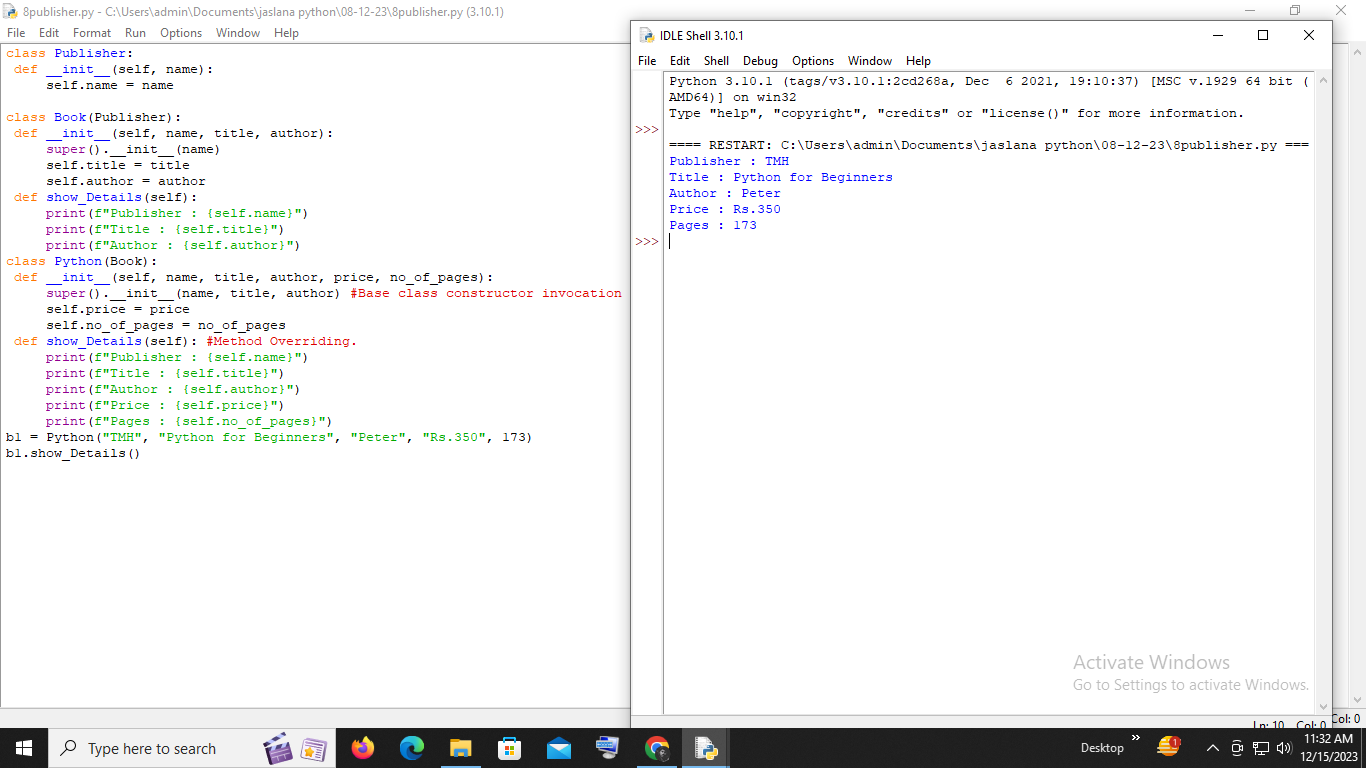 8publisher.py - C:\Users\admin\Documents\jaslana python\08-12-23\8publisher.py (3.10.1)
File Edit Format Run Options Window Help
class Publisher:
 def __init__(self, name):
     self.name = name

class Book(Publisher):
 def __init__(self, name, title, author):
     super().__init__(name)
     self.title = title
     self.author = author
 def show_Details(self):
     print(f"Publisher : {self.name}")
     print(f"Title : {self.title}")
     print(f"Author : {self.author}")
class Python(Book):
 def __init__(self, name, title, author, price, no_of_pages):
     super().__init__(name, title, author) #Base class constructor invocation
     self.price = price
     self.no_of_pages = no_of_pages
 def show_Details(self): #Method Overriding.
     print(f"Publisher : {self.name}")
     print(f"Title : {self.title}")
     print(f"Author : {self.author}")
     print(f"Price : {self.price}")
     print(f"Pages : {self.no_of_pages}")
b1 = Python("TMH", "Python for Beginners", "Peter", "Rs.350", 173)
b1.show_Details()
IDLE Shell 3.10.1
File Edit Shell Debug Options Window Help
Python 3.10.1 (tags/v3.10.1:2cd268a, Dec  6 2021, 19:10:37) [MSC v.1929 64 bit (
AMD64)] on win32
Type "help", "copyright", "credits" or "license()" for more information.
>>>
==== RESTART: C:\Users\admin\Documents\jaslana python\08-12-23\8publisher.py ===
Publisher : TMH
Title : Python for Beginners
Author : Peter
Price : Rs.350
Pages : 173
>>>
Activate Windows
Go to Settings to activate Windows.
Ln: 10 Col: 0
Col: 0
Type here to search
Desktop
1
11:32 AM
12/15/2023